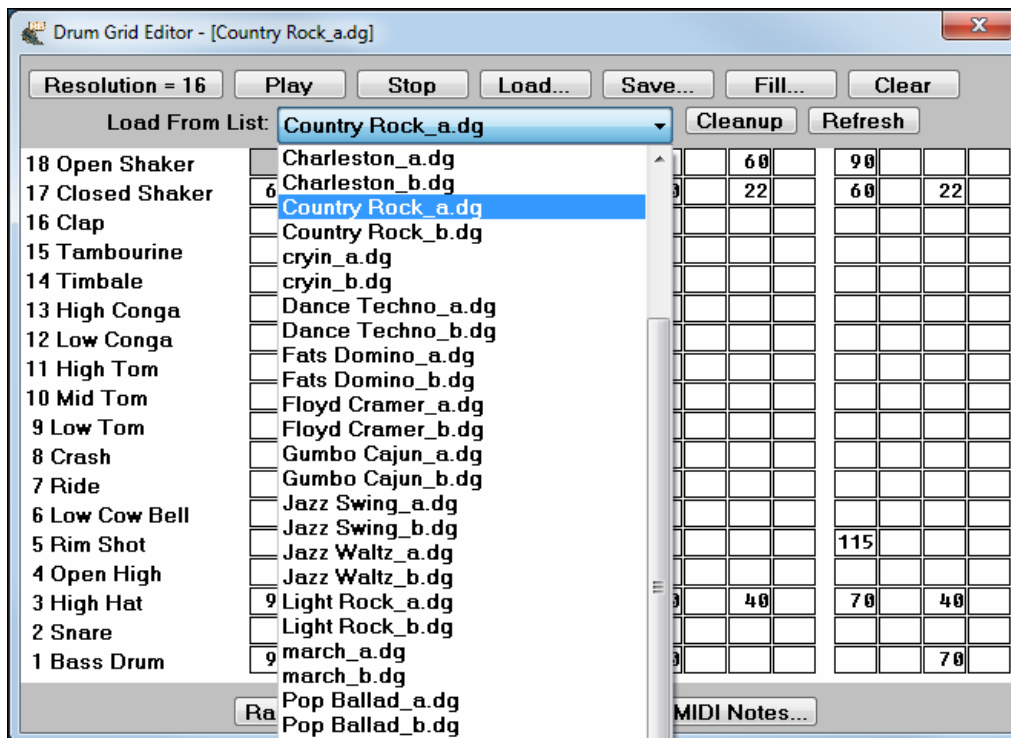 Drum Grid Editor - [Country Rock_a.dg]
Resolution = 16 Play Stop Load... Save... Fill... Clear
Load From List: Country Rock_a.dg Cleanup Refresh
18 Open Shaker 60 90
17 Closed Shaker 22 60 22
16 Clap
15 Tambourine
14 Timbale
13 High Conga
12 Low Conga
11 High Tom
10 Mid Tom
9 Low Tom
8 Crash
7 Ride
6 Low Cow Bell
5 Rim Shot 115
4 Open High
3 High Hat 40 70 40
2 Snare
1 Bass Drum 70
Charleston_a.dg
Charleston_b.dg
Country Rock_a.dg
Country Rock_b.dg
cryin_a.dg
cryin_b.dg
Dance Techno_a.dg
Dance Techno_b.dg
Fats Domino_a.dg
Fats Domino_b.dg
Floyd Cramer_a.dg
Floyd Cramer_b.dg
Gumbo Cajun_a.dg
Gumbo Cajun_b.dg
Jazz Swing_a.dg
Jazz Swing_b.dg
Jazz Waltz_a.dg
Jazz Waltz_b.dg
Light Rock_a.dg
Light Rock_b.dg
march_a.dg
march_b.dg
Pop Ballad_a.dg
Pop Ballad_b.dg
MIDI Notes...